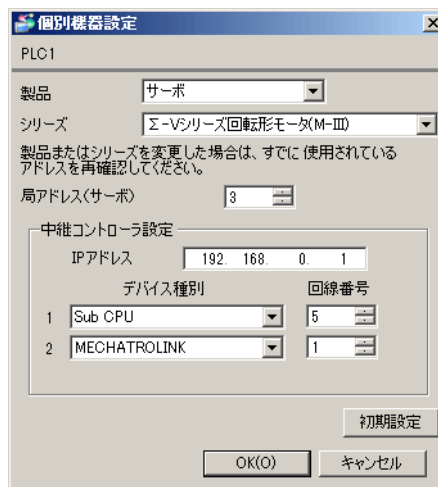 個別機器設定
PLC1
製品 サーボ
シリーズ Σ-Vシリーズ回転形モータ(M-Ⅲ)
製品またはシリーズを変更した場合は、すでに使用されている
アドレスを再確認してください。
局アドレス(サーボ) 3
中継コントローラ設定
IPアドレス 192. 168. 0. 1
デバイス種別 回線番号
1 Sub CPU 5
2 MECHATROLINK 1
初期設定
OK(O) キャンセル